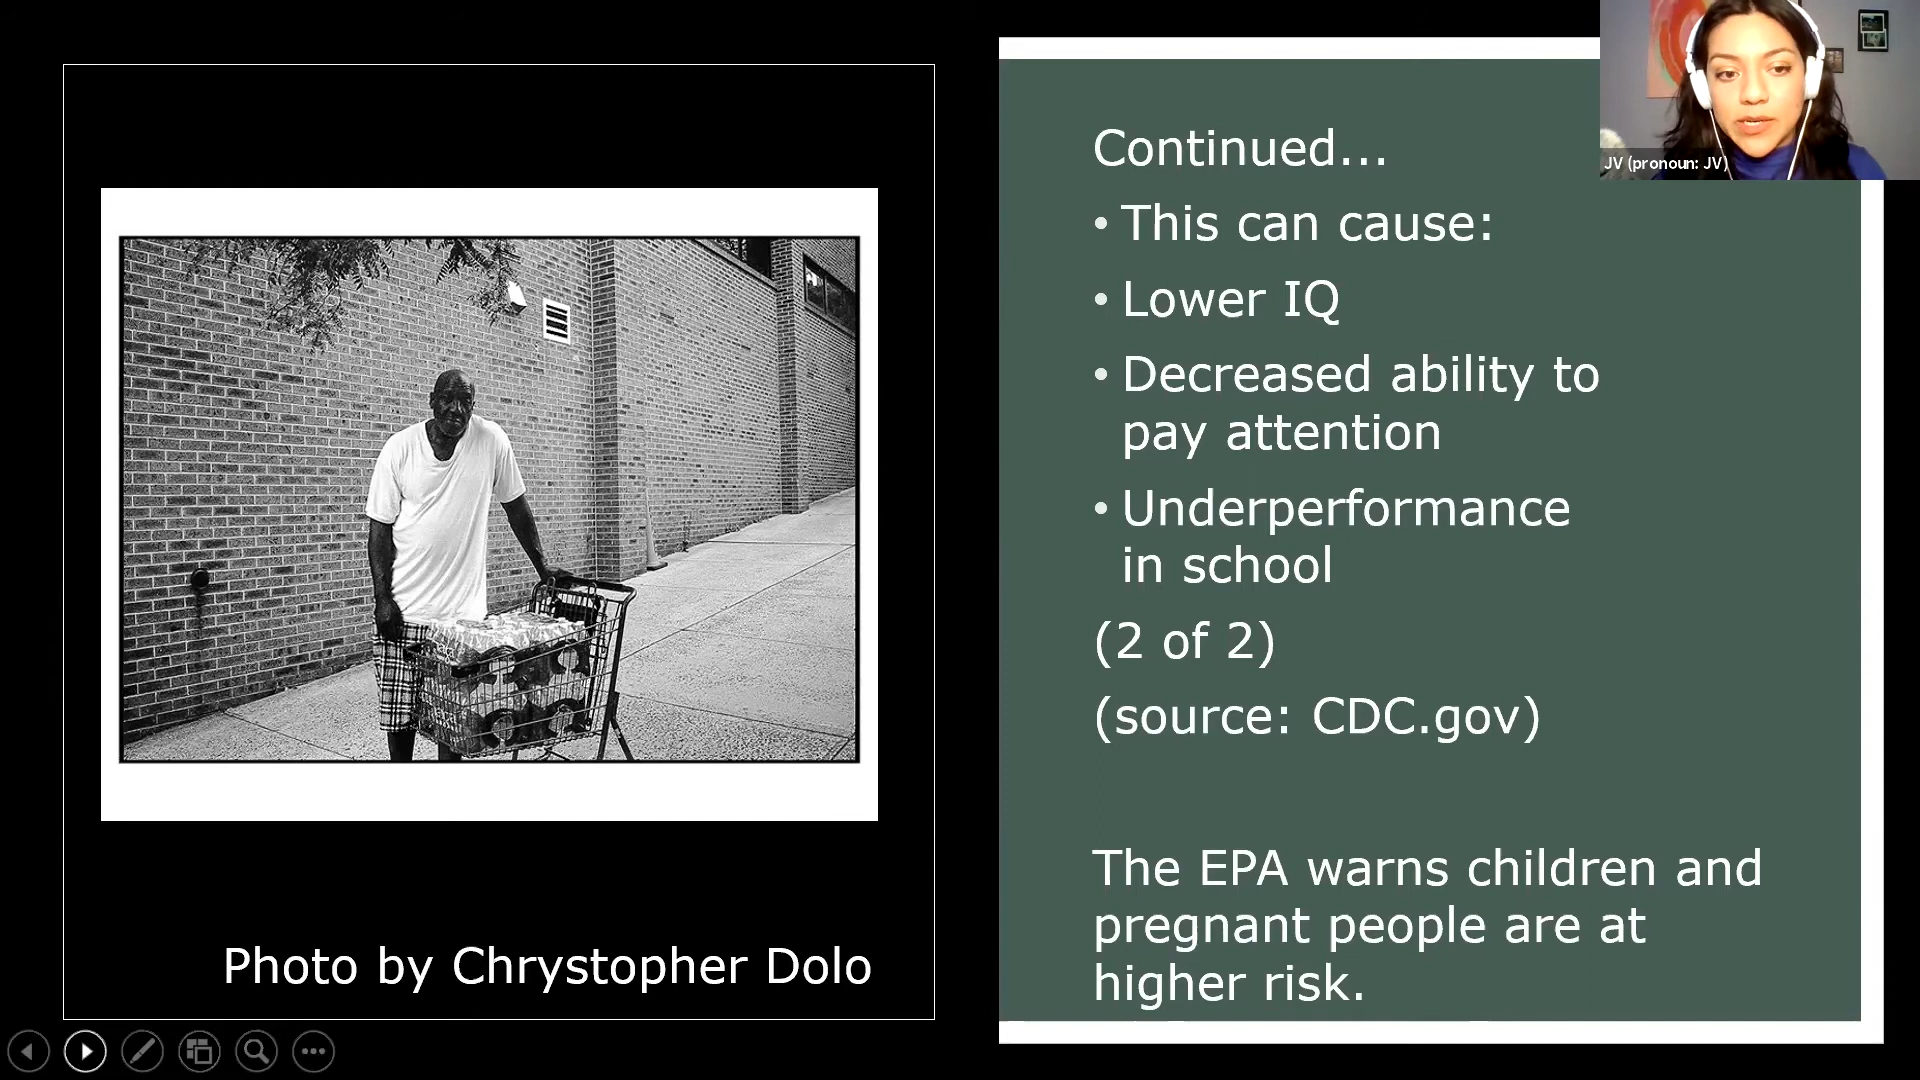 JV (pronoun: JV)
Continued...
• This can cause:
• Lower IQ
• Decreased ability to
pay attention
• Underperformance
in school
(2 of 2)
(source: CDC.gov)
The EPA warns children and
pregnant people are at
higher risk.
Photo by Chrystopher Dolo